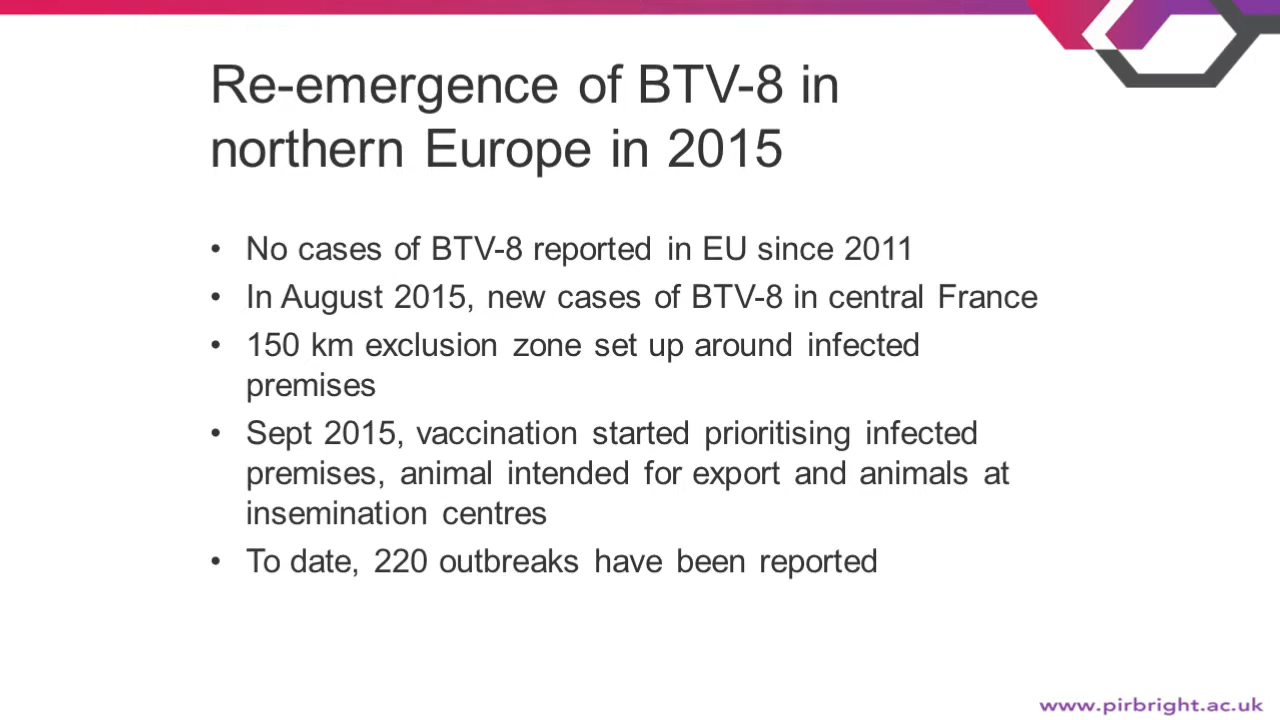 Re-emergence of BTV-8 in
northern Europe in 2015
• No cases of BTV-8 reported in EU since 2011
• In August 2015, new cases of BTV-8 in central France
• 150 km exclusion zone set up around infected
premises
• Sept 2015, vaccination started prioritising infected
premises, animal intended for export and animals at
insemination centres
• To date, 220 outbreaks have been reported
www.pirbright.ac.uk